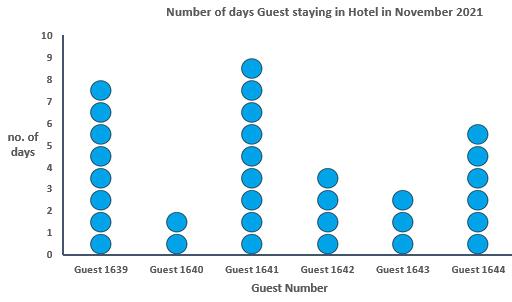 Number of days Guest staying in Hotel in November 2021
10
9
8
7
6
5
4
3
2
1
0
no. of
days
Guest 1639 Guest 1640 Guest 1641 Guest 1642 Guest 1643 Guest 1644
Guest Number